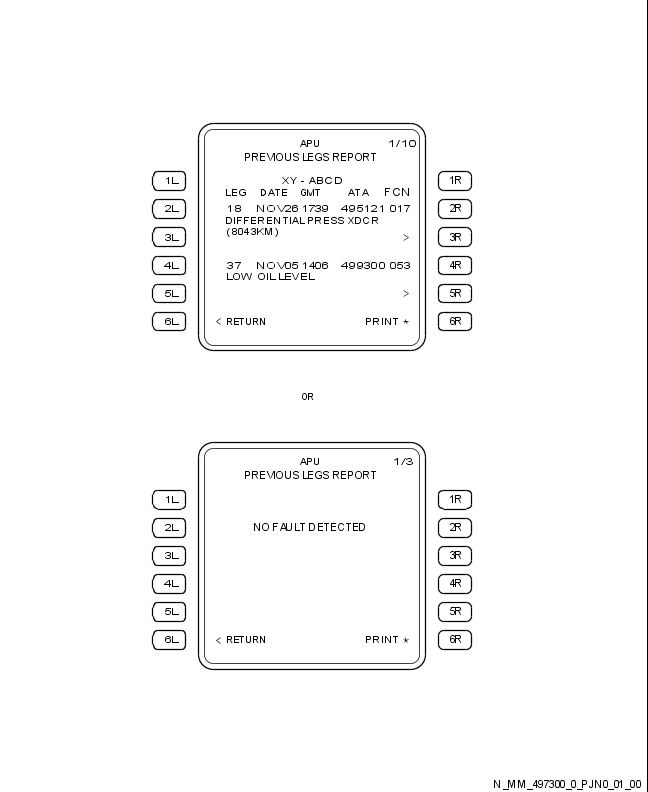 APU 1/10
PREVIOUS LEGS REPORT
1L XY - ABCD 1R
LEG DATE GMT ATA FCN
2L 18 NOV26 1739 495121 017 2R
DIFFERENTIAL PRESS XDCR
(8043KM)
3L > 3R
4L 37 NOV05 1406 499300 053 4R
LOW OIL LEVEL
5L > 5R
6L < RETURN PRINT * 6R
OR
APU 1/3
PREVIOUS LEGS REPORT
1L 1R
2L NO FAULT DETECTED 2R
3L 3R
4L 4R
5L 5R
6L < RETURN PRINT * 6R
N_MM_497300_0_PJN0_01_00